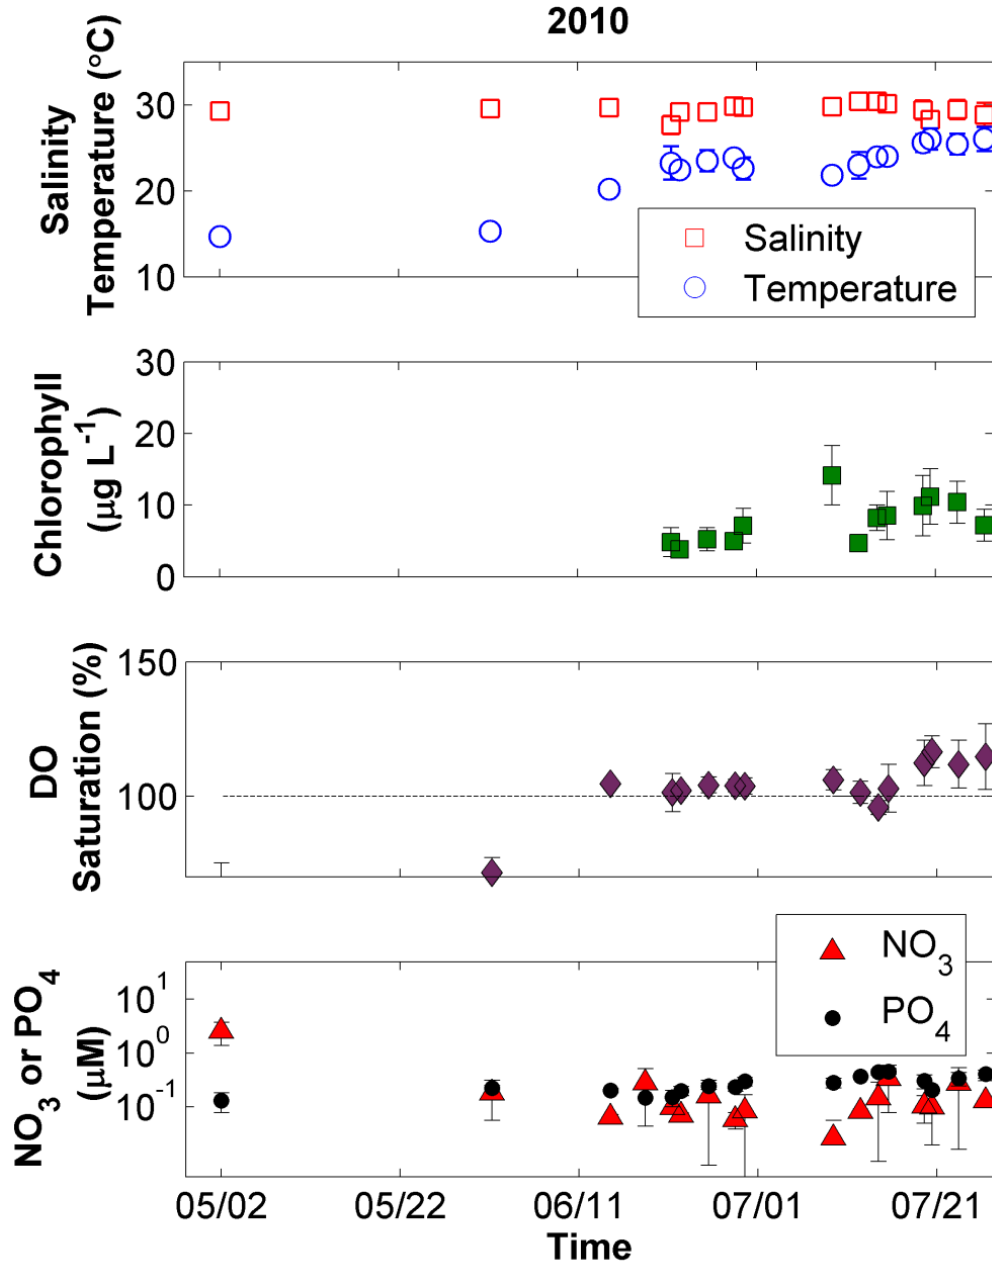 2010
Salinity
Temperature (°C)
30
20
10
Salinity
Temperature
Chlorophyll
(μg L⁻¹)
30
20
10
0
DO
Saturation (%)
150
100
NO₃ or PO₄
(μM)
10¹
10⁰
10⁻¹
NO₃
PO₄
05/02 05/22 06/11 07/01 07/21
Time